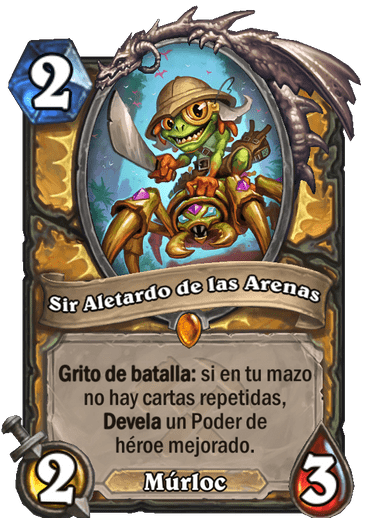 2
Sir Aletardo de las Arenas
Grito de batalla: si en tu mazo
no hay cartas repetidas,
Devela un Poder de
héroe mejorado.
2
Múrloc
3